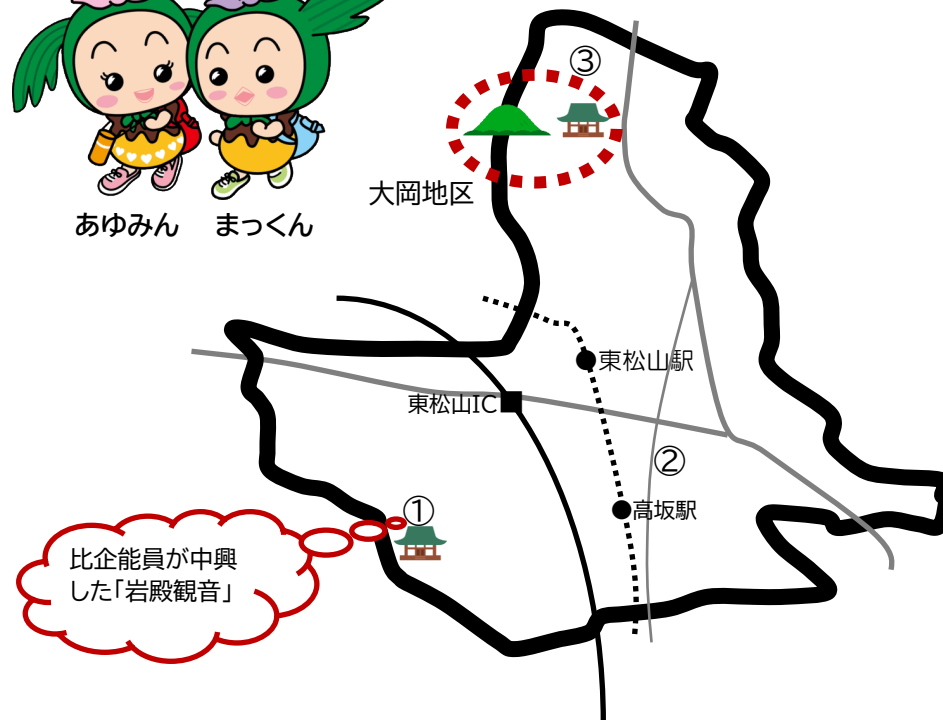 ③
大岡地区
あゆみん
まっくん
東松山駅
東松山IC
②
①
高坂駅
比企能員が中興
した「岩殿観音」